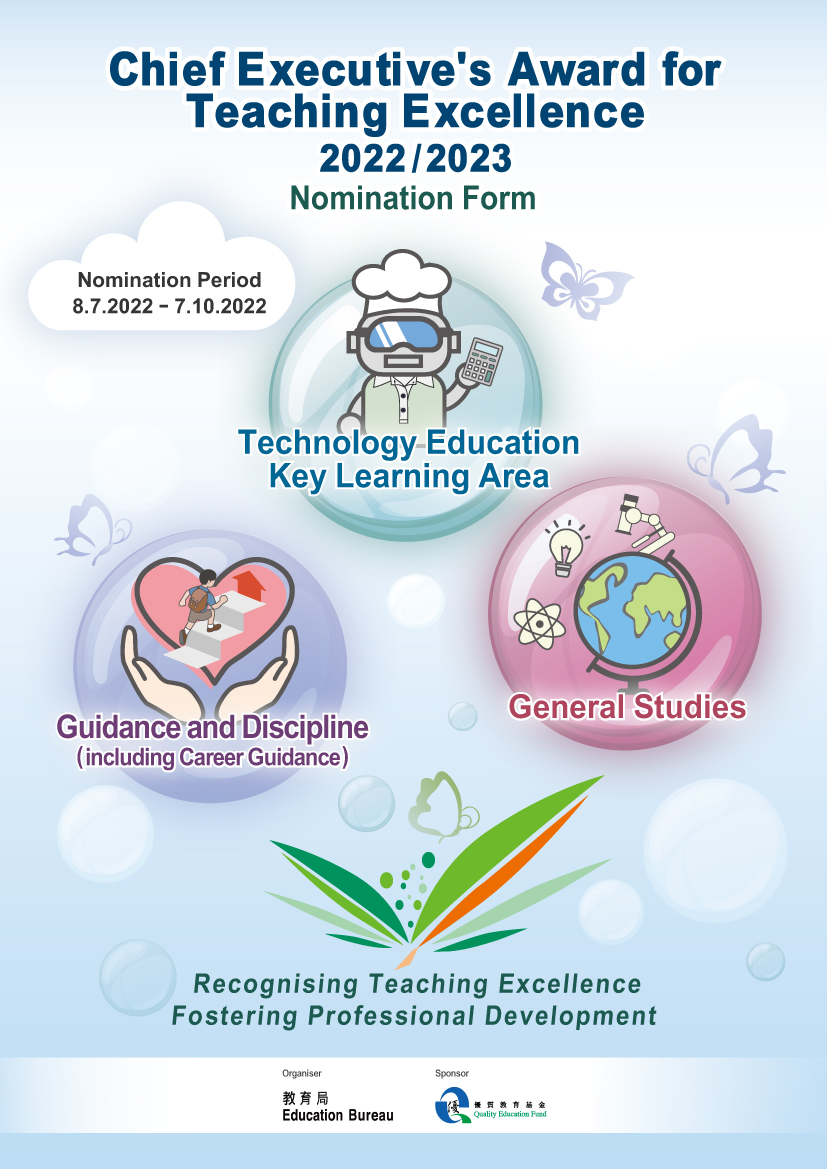 Chief Executive's Award for
Teaching Excellence
2022/2023
Nomination Form
Nomination Period
8.7.2022 – 7.10.2022
Technology Education
Key Learning Area
General Studies
Guidance and Discipline
(including Career Guidance)
Recognising Teaching Excellence
Fostering Professional Development
Organiser
教育局
Education Bureau
Sponsor
優
優質教育基金
Quality Education Fund